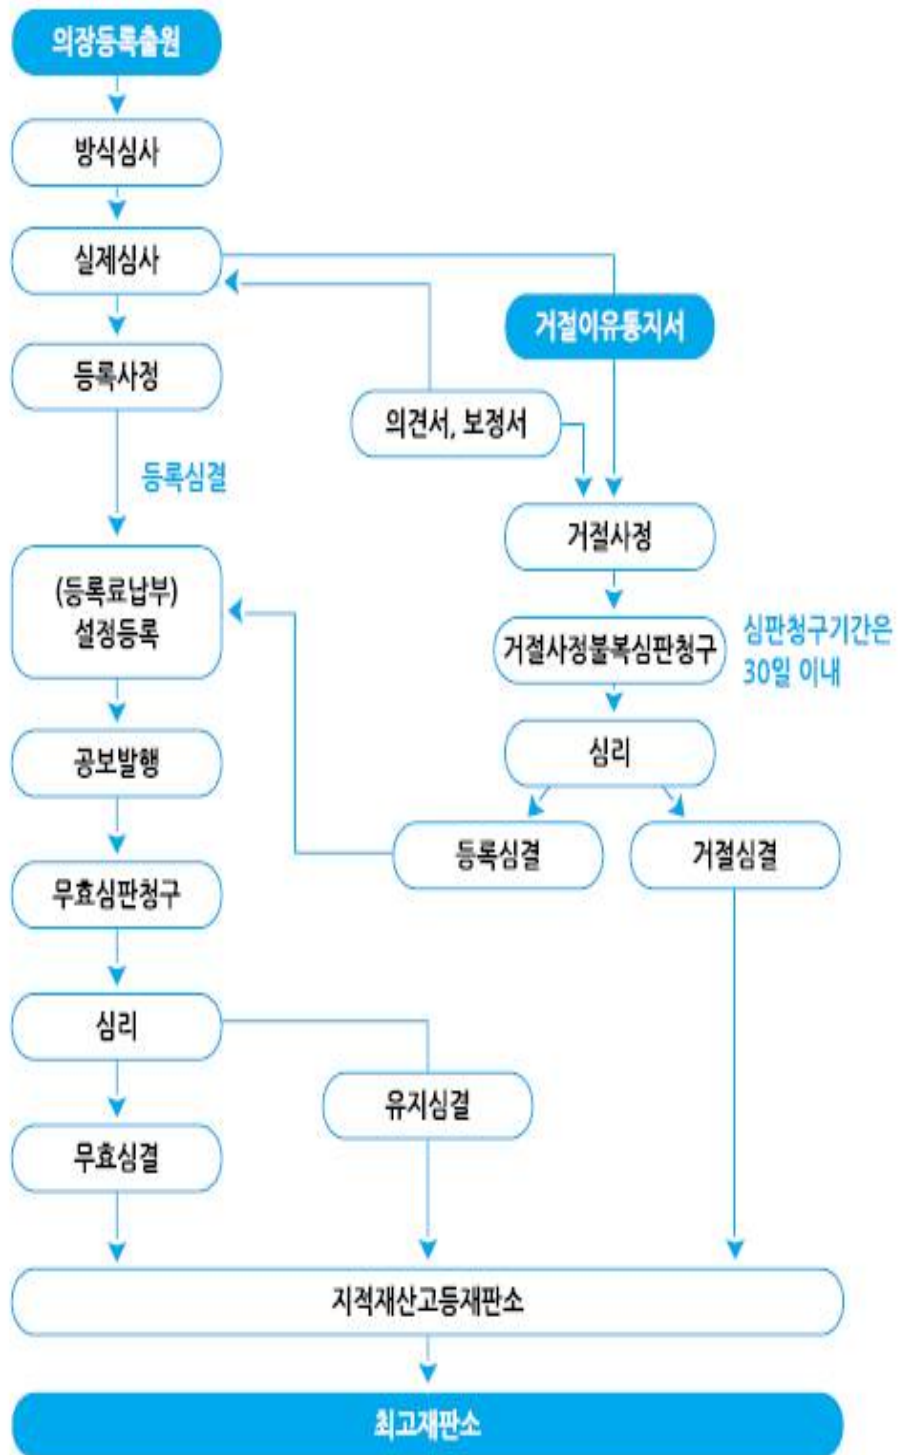 의장등록출원
방식심사
실제심사
거절이유통지서
등록사정
의견서, 보정서
등록심결
거절사정
(등록료납부)
설정등록
거절사정불복심판청구
심판청구기간은
30일 이내
심리
공보발행
등록심결
거절심결
무효심판청구
심리
유지심결
무효심결
지적재산고등재판소
최고재판소